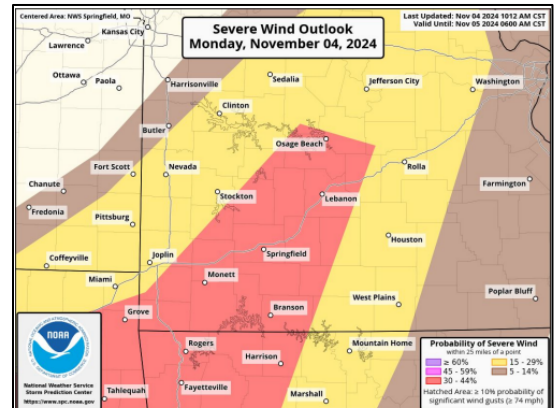 Centered Area: NWS Springfield, MO
Severe Wind Outlook
Monday, November 04, 2024
Last Updated: Nov 04 2024 1012 AM CST
Valid Until: Nov 05 2024 0600 AM CST
Kansas City
Lawrence
Ottawa
Paola
Harrisonville
Sedalia
Jefferson City
Washington
Clinton
Butler
Osage Beach
Fort Scott
Nevada
Rolla
Chanute
Stockton
Lebanon
Farmington
Fredonia
Pittsburg
Houston
Coffeyville
Joplin
Springfield
Miami
Monett
Branson
West Plains
Poplar Bluff
Grove
Rogers
Harrison
Mountain Home
Tahlequah
Fayetteville
Marshall
NOAA
National Weather Service
Storm Prediction Center
https://www.spc.noaa.gov
Probability of Severe Wind
within 25 miles of a point
≥ 60%
15 - 29%
45 - 59%
5 - 14%
30 - 44%
Hatched Area: ≥ 10% probability of
significant wind gusts (≥ 74 mph)